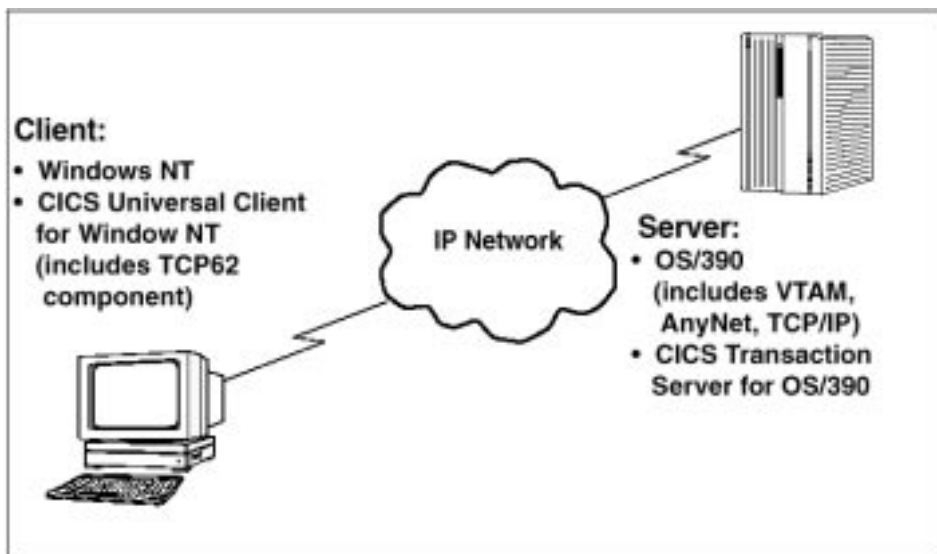 Client:
• Windows NT
• CICS Universal Client
for Window NT
(includes TCP62
component)
IP Network
Server:
• OS/390
(includes VTAM,
AnyNet, TCP/IP)
• CICS Transaction
Server for OS/390